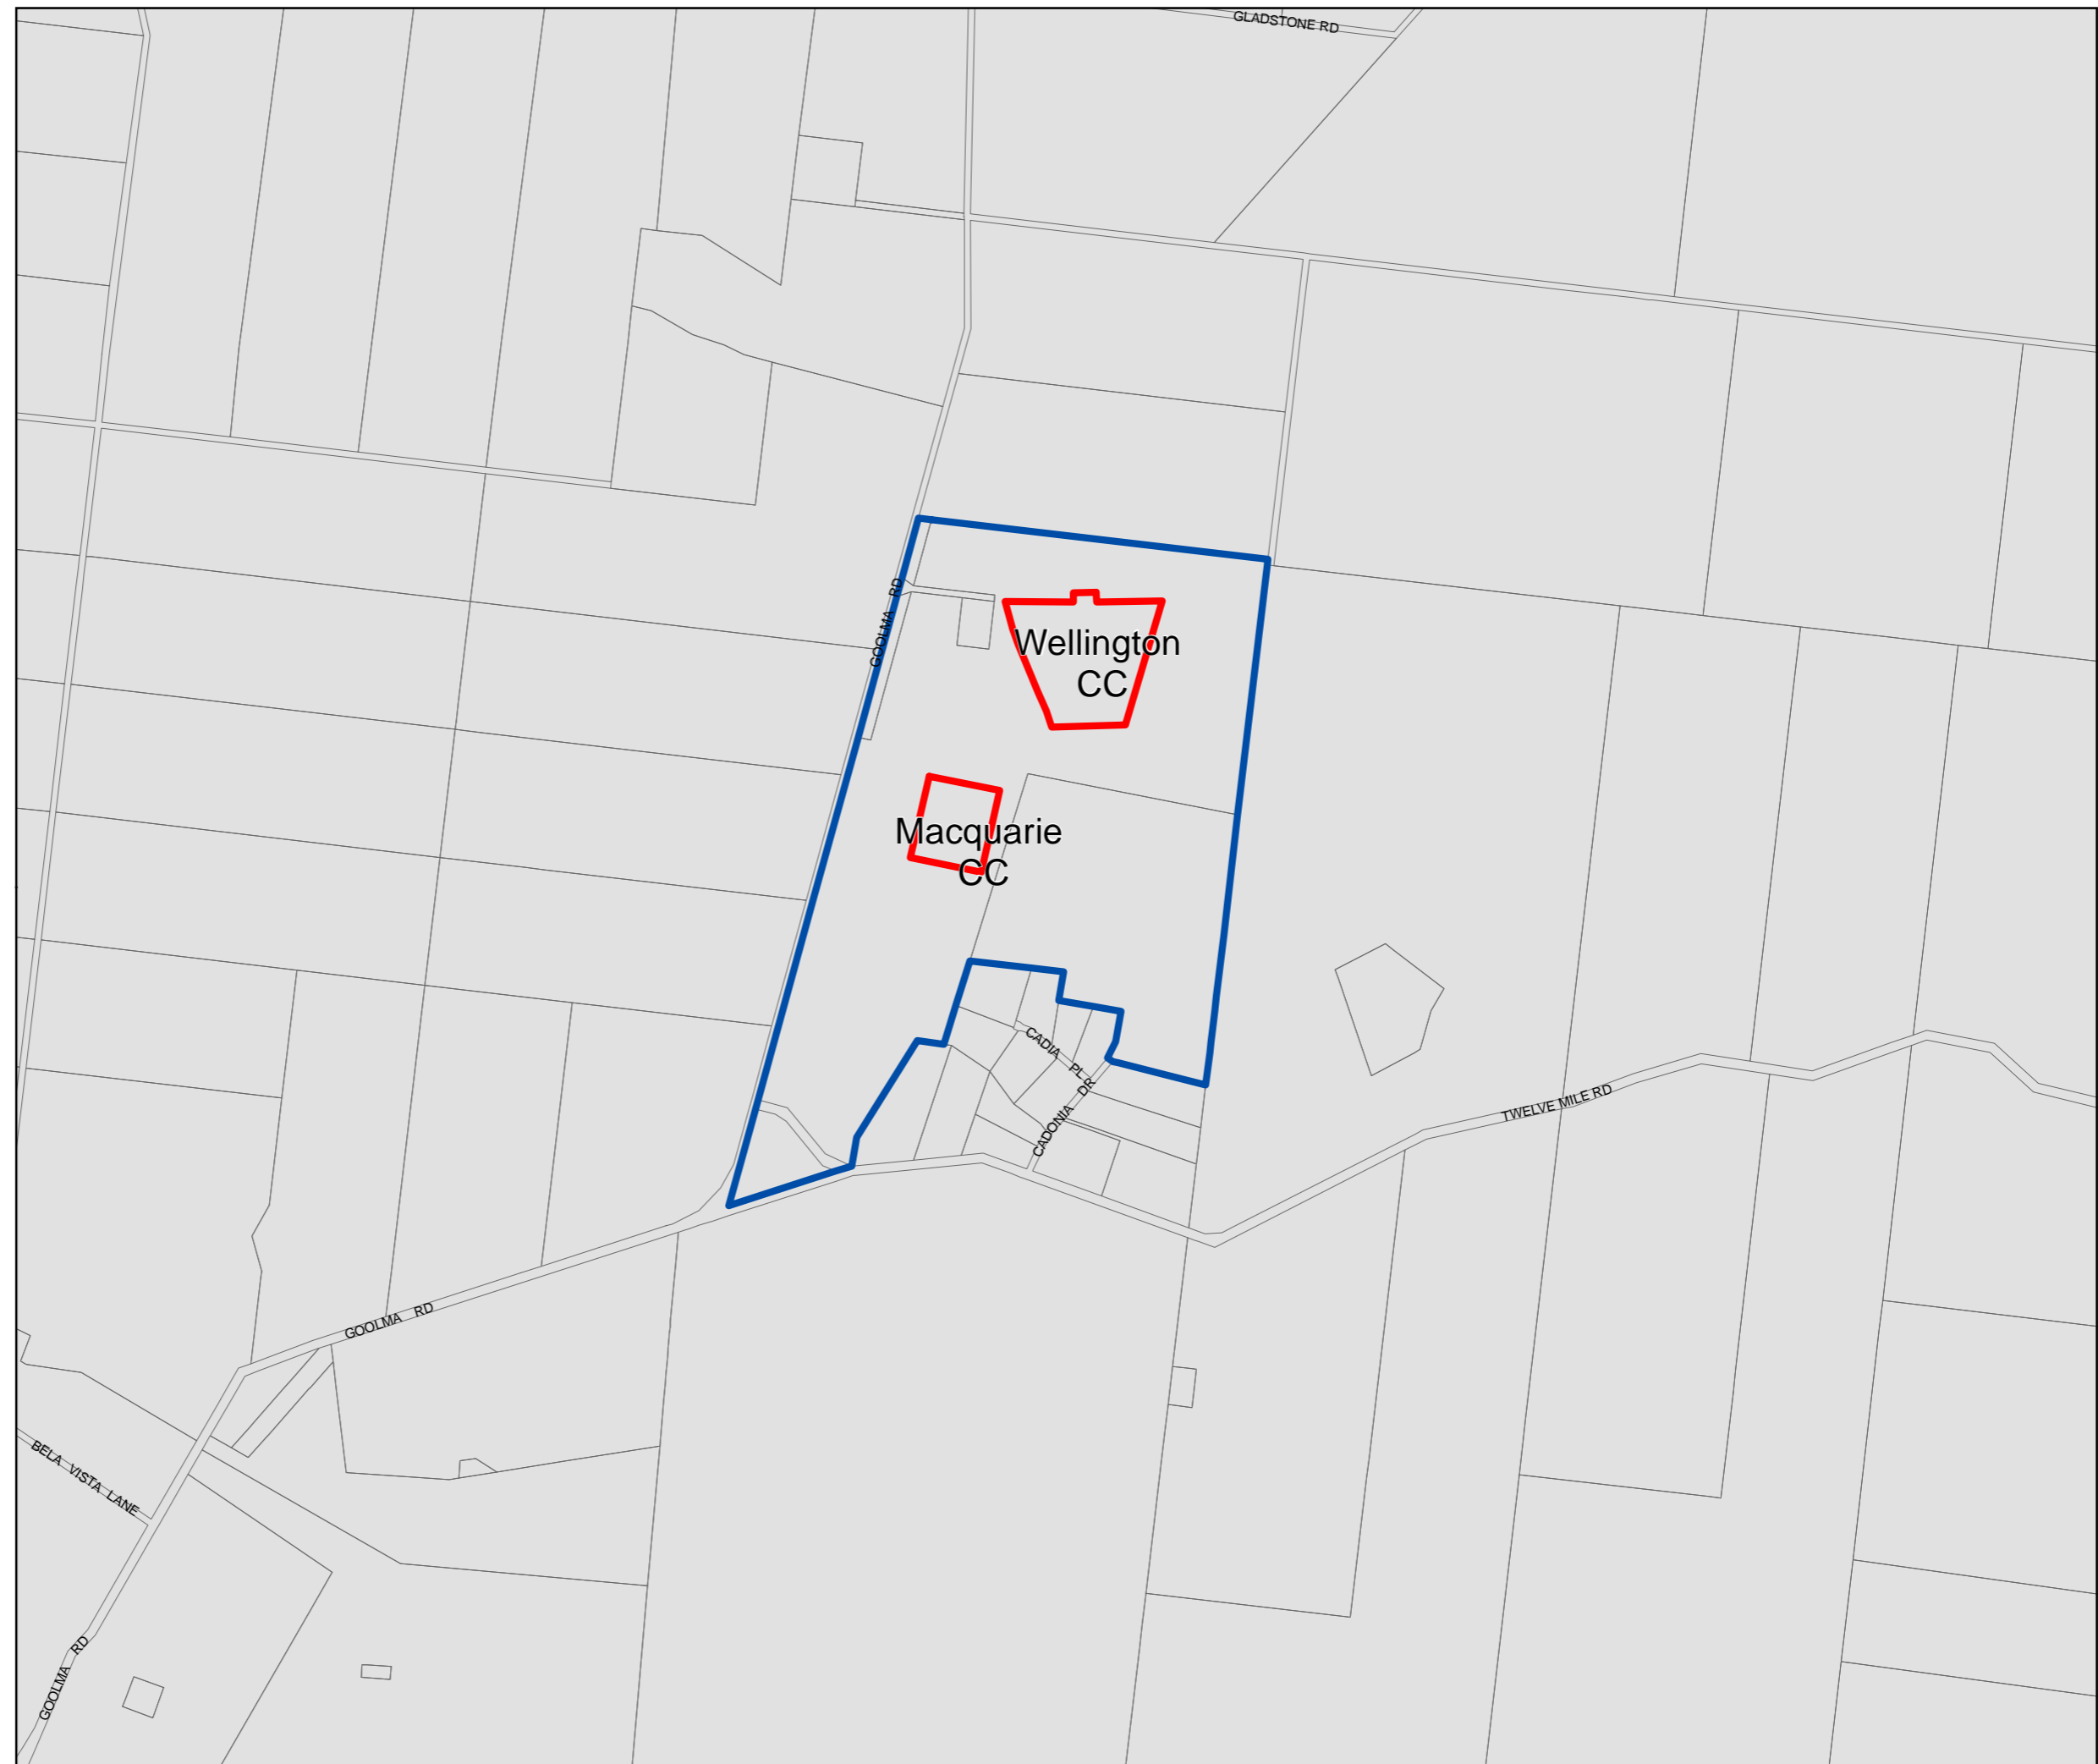 GLADSTONE RD
GOOLMA RD
Wellington
CC
Macquarie
CC
CADIA PL
CADONIA DR
TWELVE MILE RD
GOOLMA RD
BELA VISTA LANE
GOOLMA RD